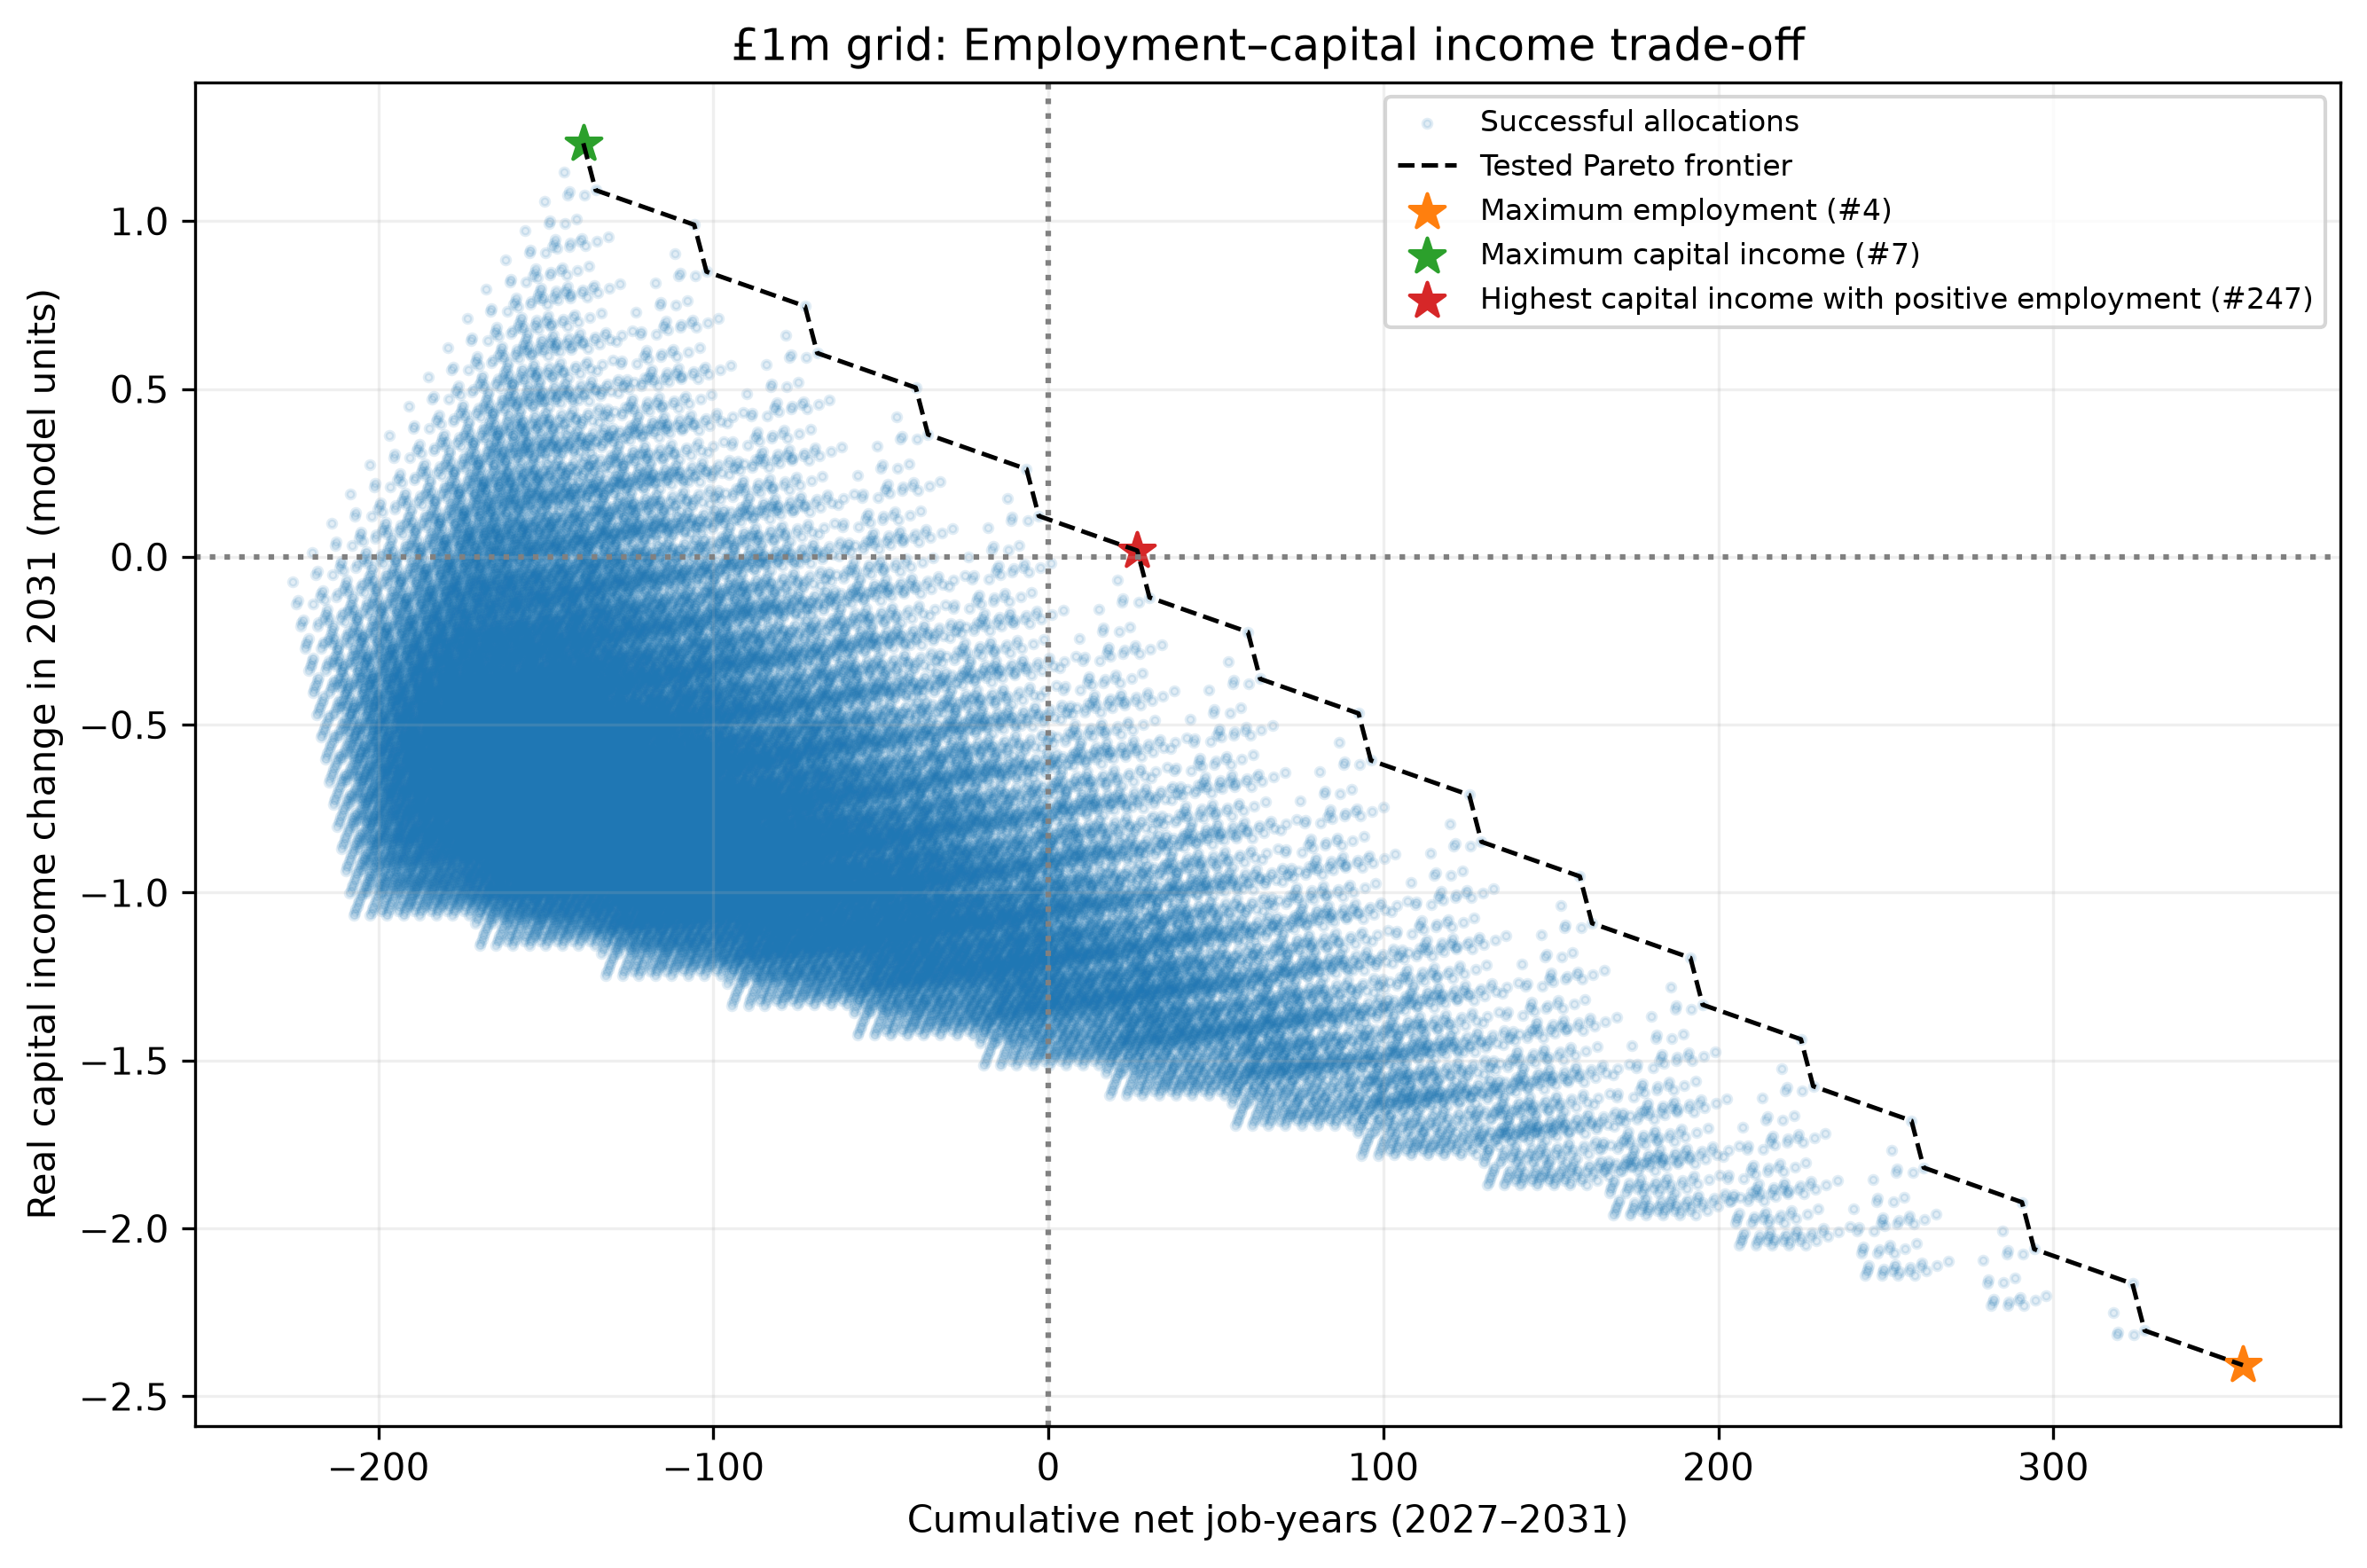 £1m grid: Employment–capital income trade-off
Successful allocations
Tested Pareto frontier
Maximum employment (#4)
Maximum capital income (#7)
Highest capital income with positive employment (#247)
Real capital income change in 2031 (model units)
1.0
0.5
0.0
−0.5
−1.0
−1.5
−2.0
−2.5
−200
−100
0
100
200
300
Cumulative net job-years (2027–2031)